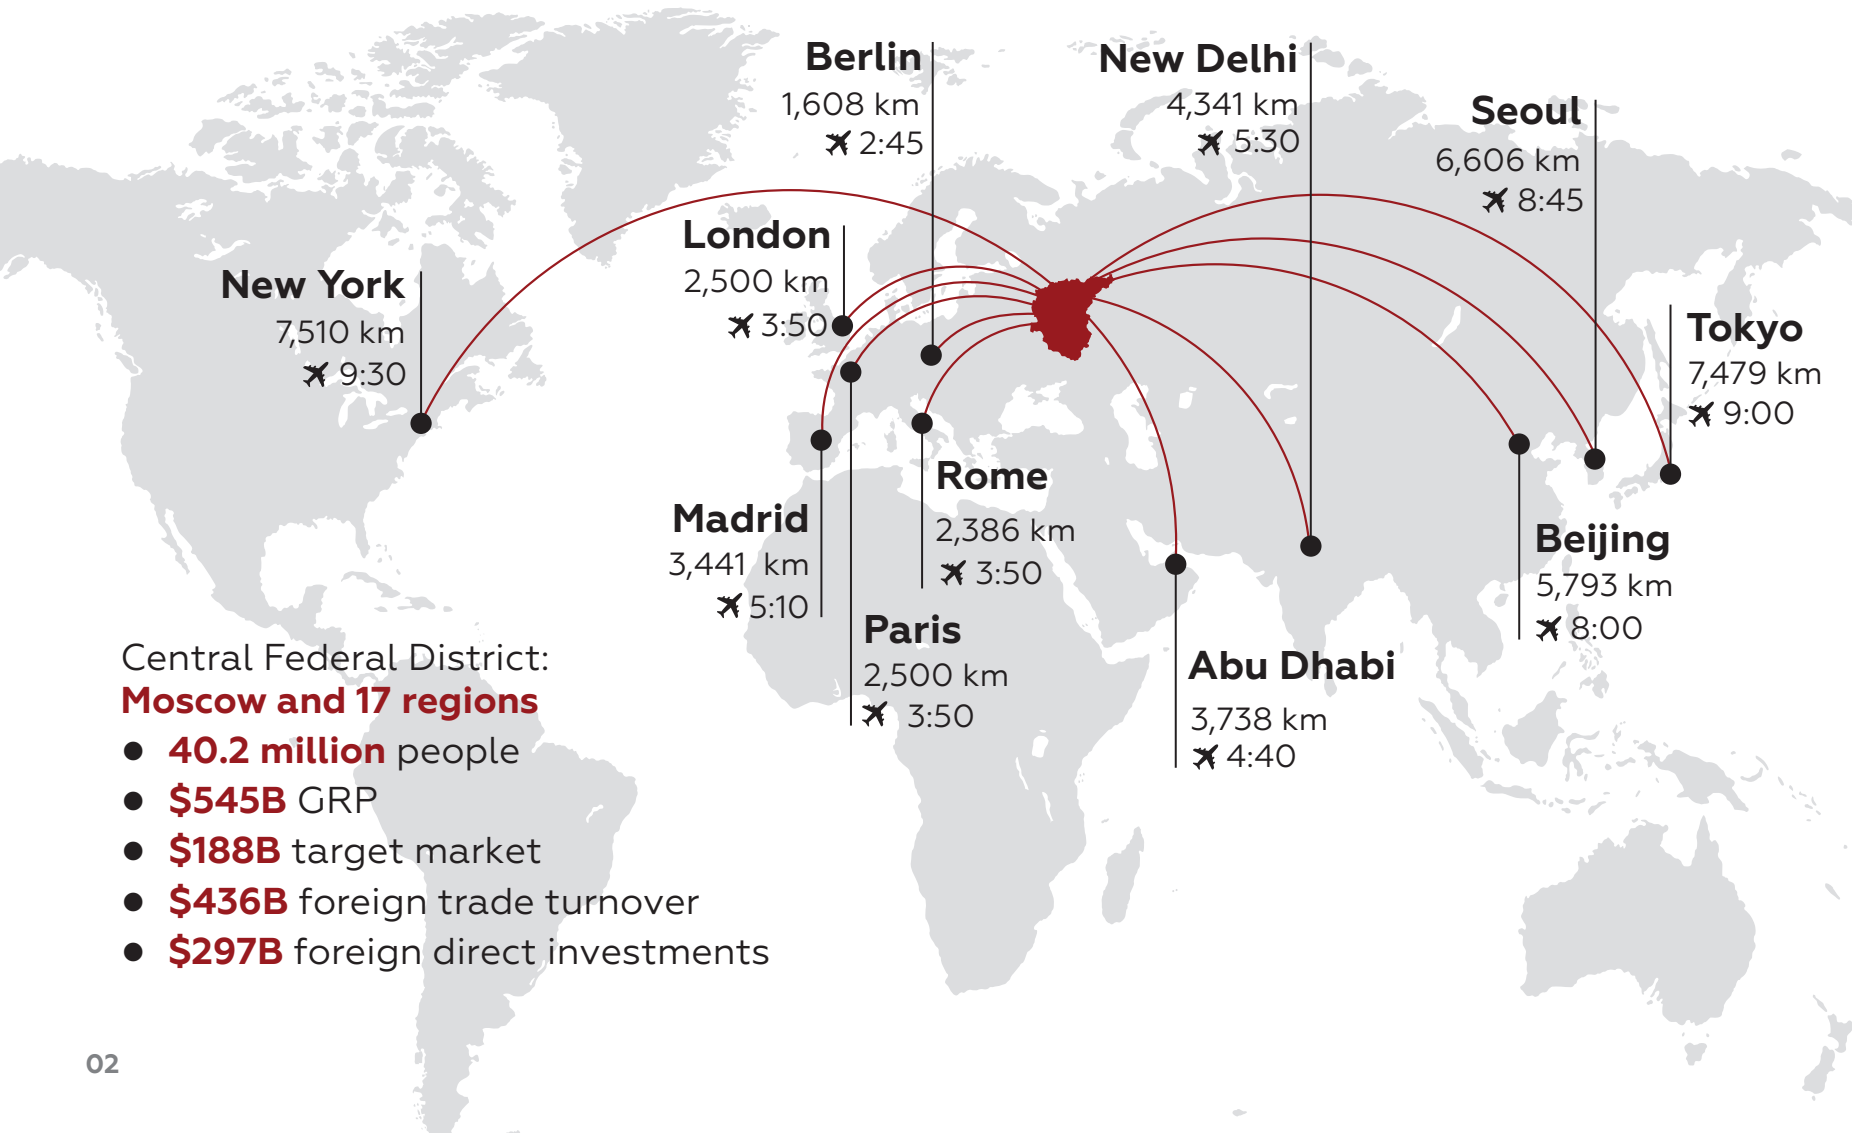 Berlin
1,608 km
2:45
New Delhi
4,341 km
5:30
Seoul
6,606 km
8:45
London
2,500 km
3:50
New York
7,510 km
9:30
Tokyo
7,479 km
9:00
Rome
2,386 km
3:50
Madrid
3,441 km
5:10
Beijing
5,793 km
8:00
Paris
2,500 km
3:50
Abu Dhabi
3,738 km
4:40
Central Federal District:
Moscow and 17 regions
● 40.2 million people
● $545B GRP
● $188B target market
● $436B foreign trade turnover
● $297B foreign direct investments
02